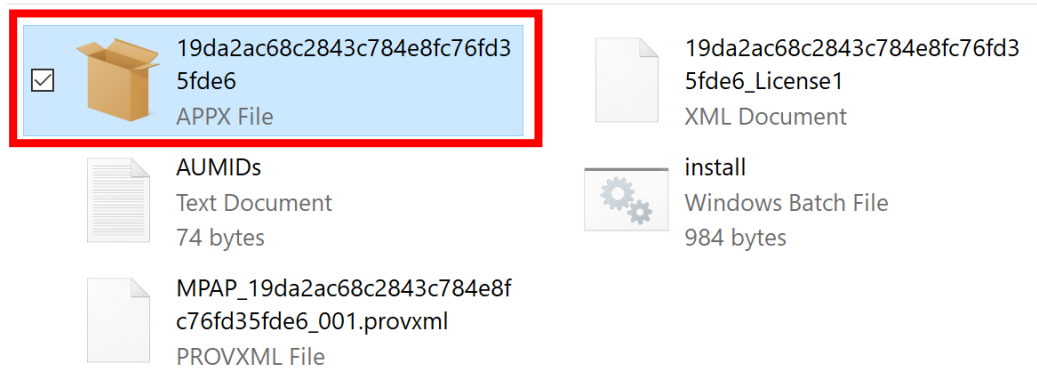 19da2ac68c2843c784e8fc76fd3
5fde6
APPX File
19da2ac68c2843c784e8fc76fd3
5fde6_License1
XML Document
AUMIDs
Text Document
74 bytes
install
Windows Batch File
984 bytes
MPAP_19da2ac68c2843c784e8f
c76fd35fde6_001.provxml
PROVXML File